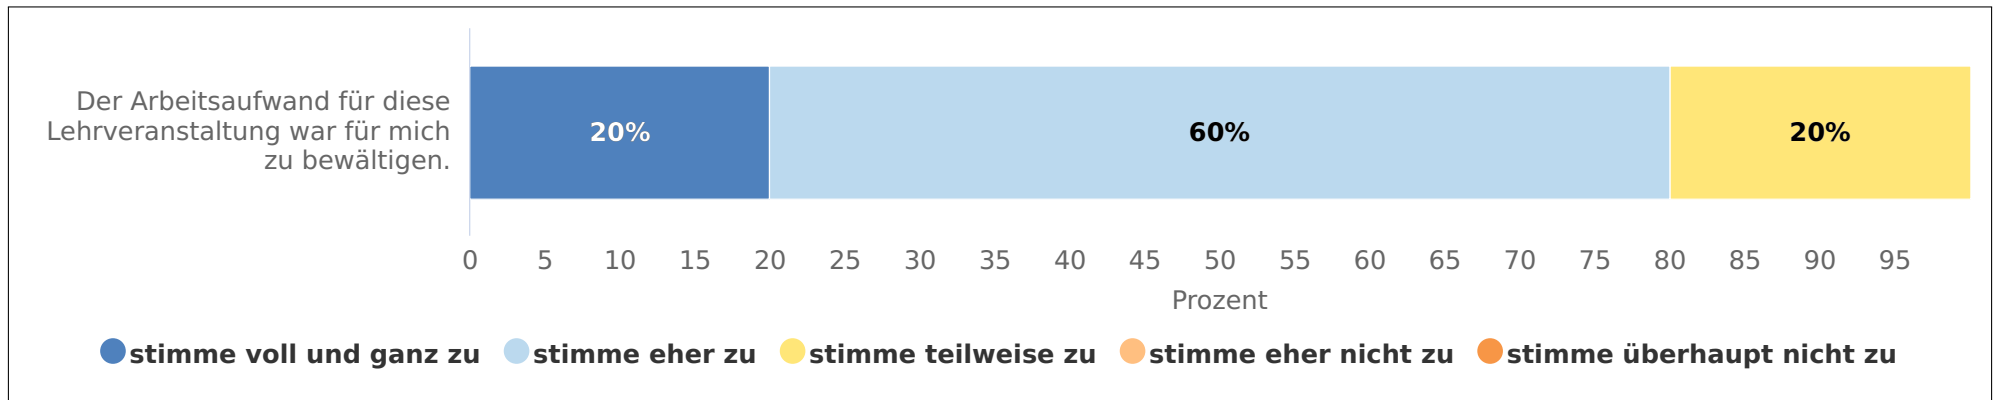 Der Arbeitsaufwand für diese
Lehrveranstaltung war für mich
zu bewältigen.
20% 60% 20%
0 5 10 15 20 25 30 35 40 45 50 55 60 65 70 75 80 85 90 95
Prozent
stimme voll und ganz zu stimme eher zu stimme teilweise zu stimme eher nicht zu stimme überhaupt nicht zu